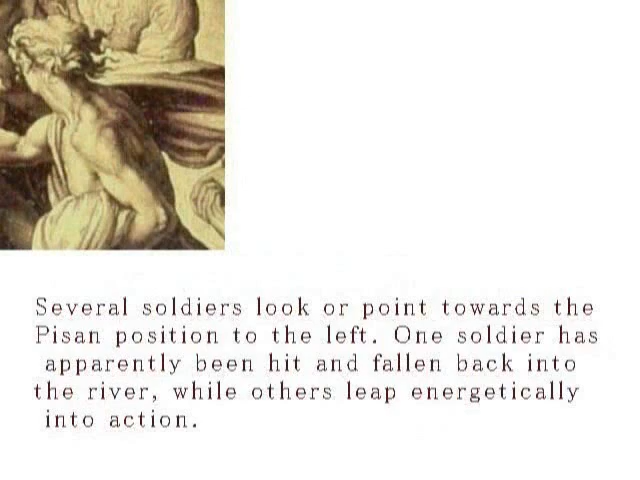 Several soldiers look or point towards the
Pisan position to the left. One soldier has
apparently been hit and fallen back into
the river, while others leap energetically
into action.